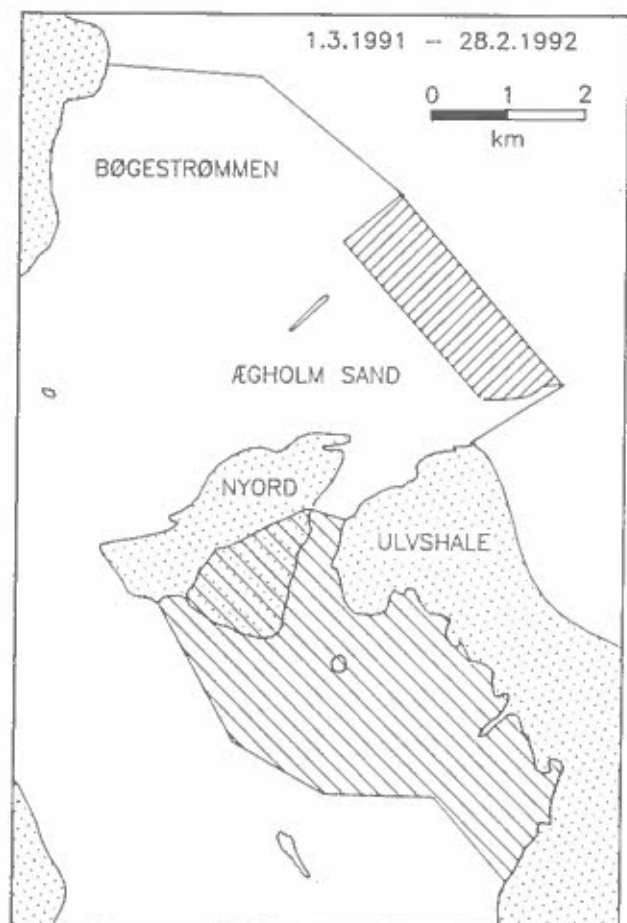 1.3.1991 – 28.2.1992
0 1 2
km
BØGESTRØMMEN
ÆGHOLM SAND
NYORD
ULVSHALE